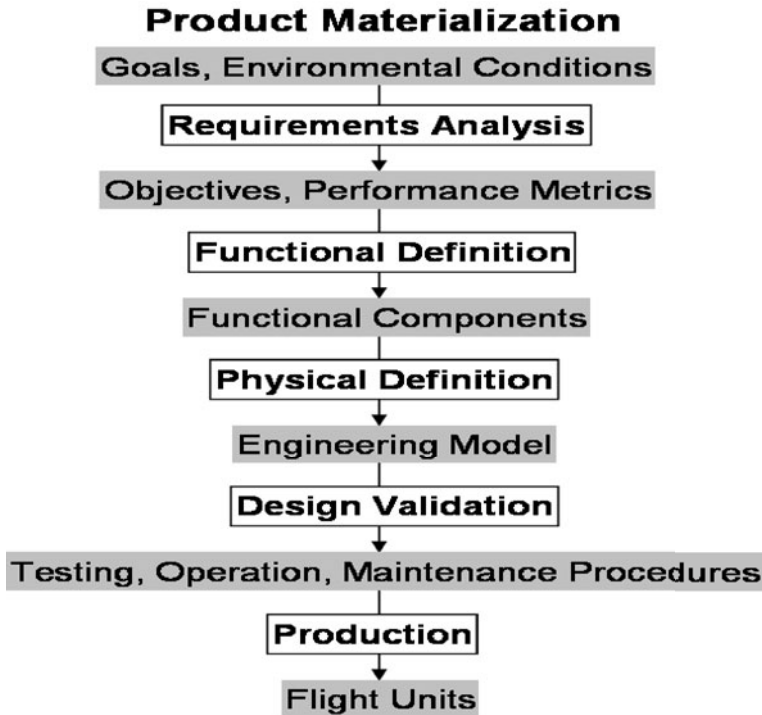 Product Materialization
Goals, Environmental Conditions
Requirements Analysis
Objectives, Performance Metrics
Functional Definition
Functional Components
Physical Definition
Engineering Model
Design Validation
Testing, Operation, Maintenance Procedures
Production
Flight Units